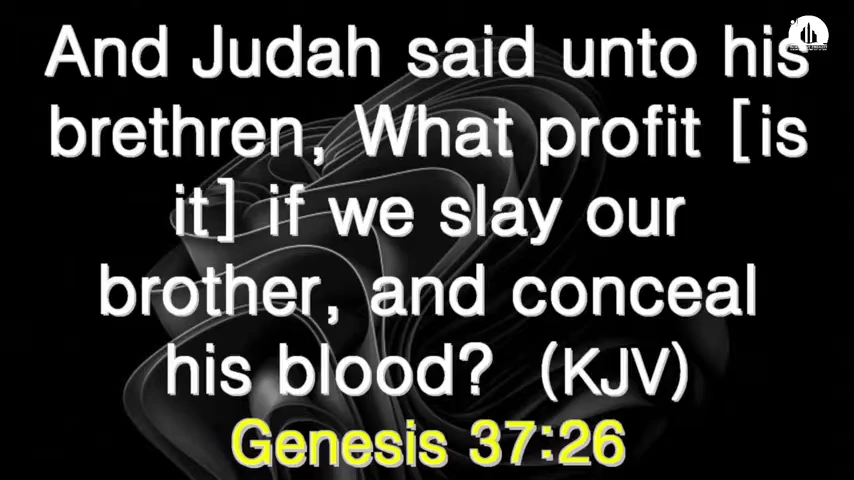 And Judah said unto his
brethren, What profit [is
it] if we slay our
brother, and conceal
his blood? (KJV)
Genesis 37:26